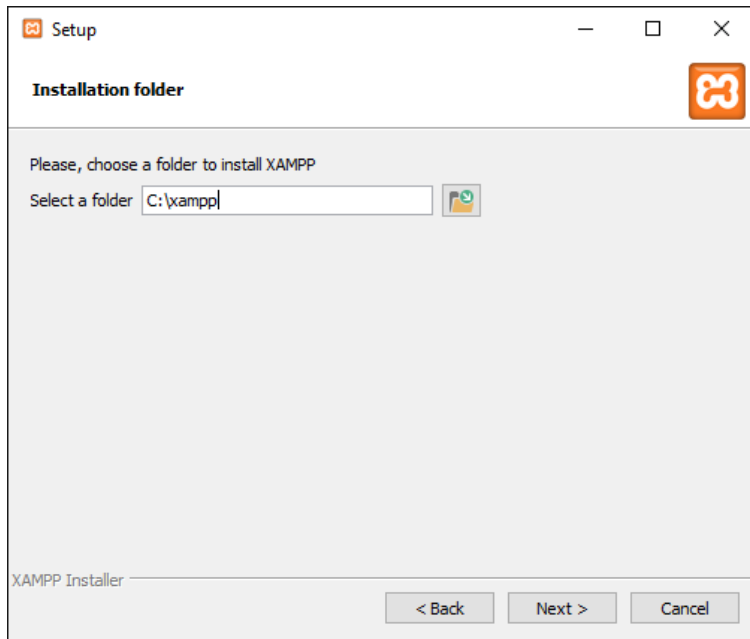 Setup
Installation folder
Please, choose a folder to install XAMPP
Select a folder C:\xampp
XAMPP Installer
< Back Next > Cancel